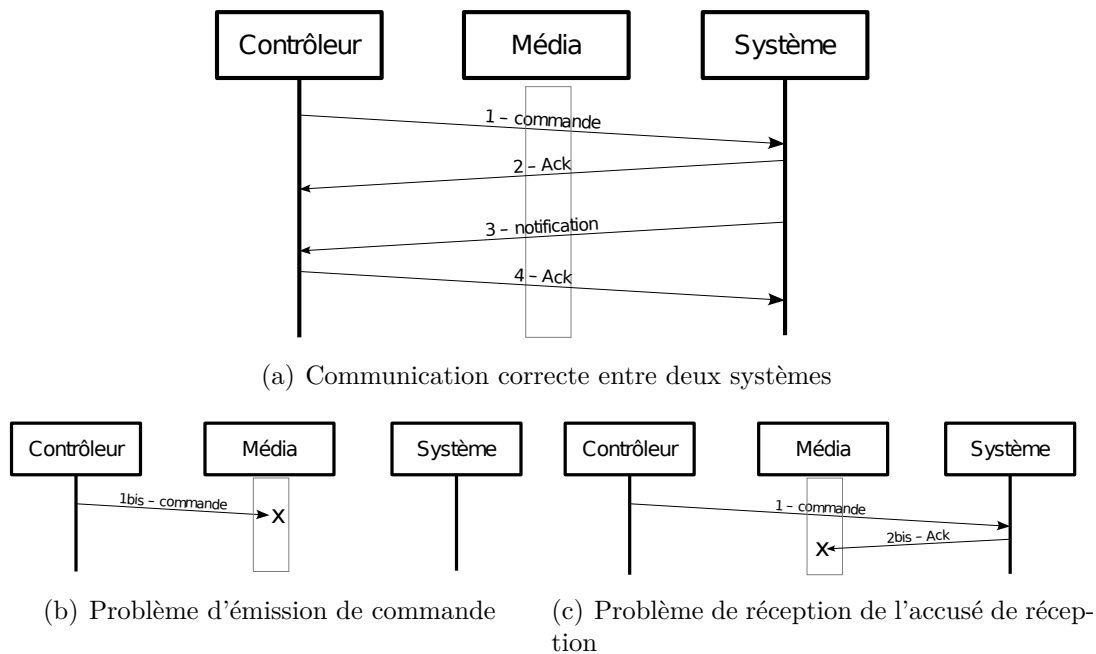 Contrôleur Média Système
1 – commande
2 – Ack
3 – notification
4 – Ack
(a) Communication correcte entre deux systèmes
Contrôleur Média Système
1bis – commande
X
(b) Problème d'émission de commande
Contrôleur Média Système
1 – commande
2bis – Ack
X
(c) Problème de réception de l'accusé de récep-
tion